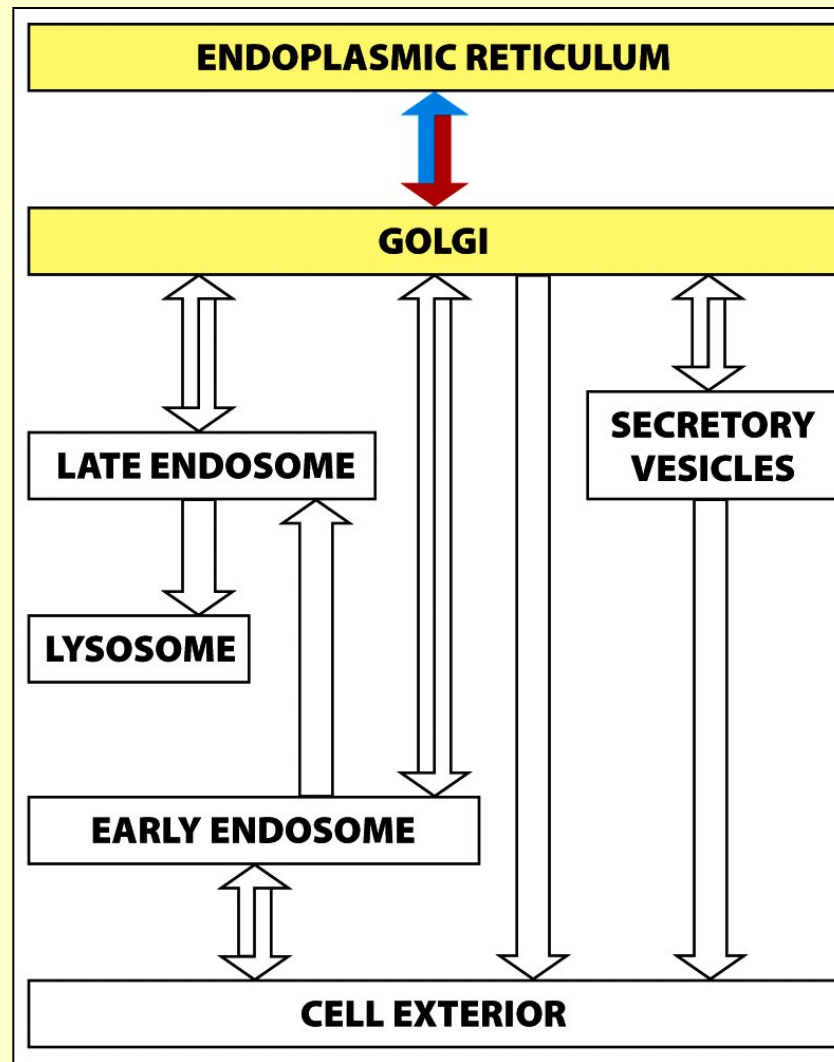 ENDOPLASMIC RETICULUM
GOLGI
SECRETORY
VESICLES
LATE ENDOSOME
LYSOSOME
EARLY ENDOSOME
CELL EXTERIOR